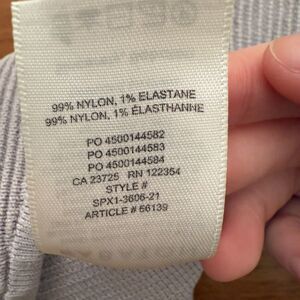 99% NYLON, 1% ELASTANE
99% NYLON, 1% ÉLASTHANNE
PO 4500144582
PO 4500144583
PO 4500144584
CA 23725 RN 122354
STYLE #
SPX1-3606-21
ARTICLE # 66139